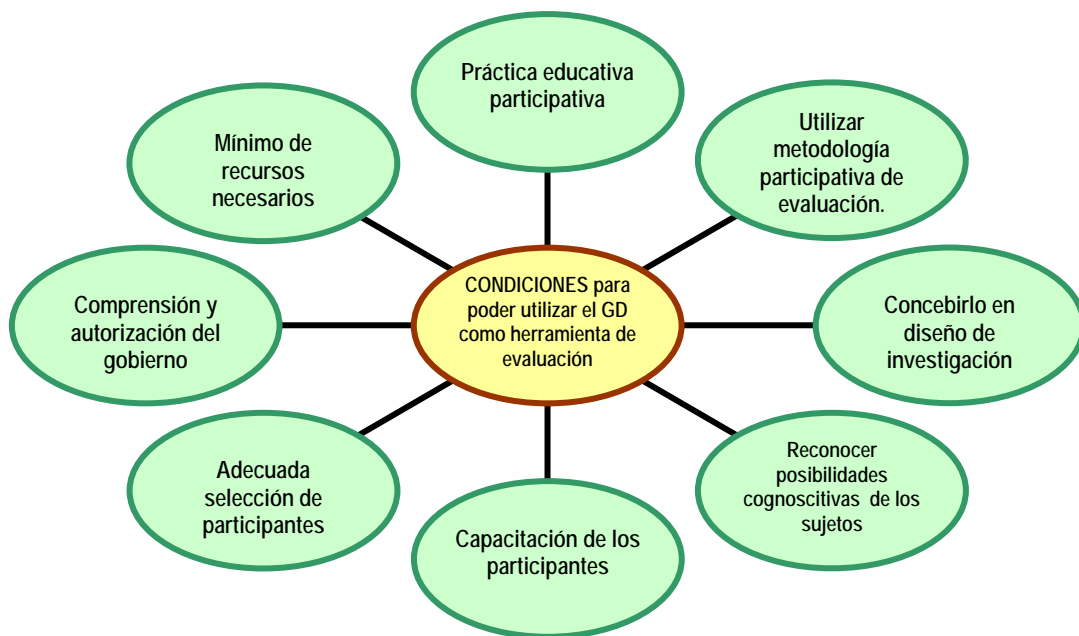 Práctica educativa
participativa
Utilizar
metodología
participativa de
evaluación.
Concebirlo en
diseño de
investigación
Reconocer
posibilidades
cognoscitivas de los
sujetos
Capacitación de los
participantes
Adecuada
selección de
participantes
Comprensión y
autorización del
gobierno
Mínimo de
recursos
necesarios
CONDICIONES para
poder utilizar el GD
como herramienta de
evaluación